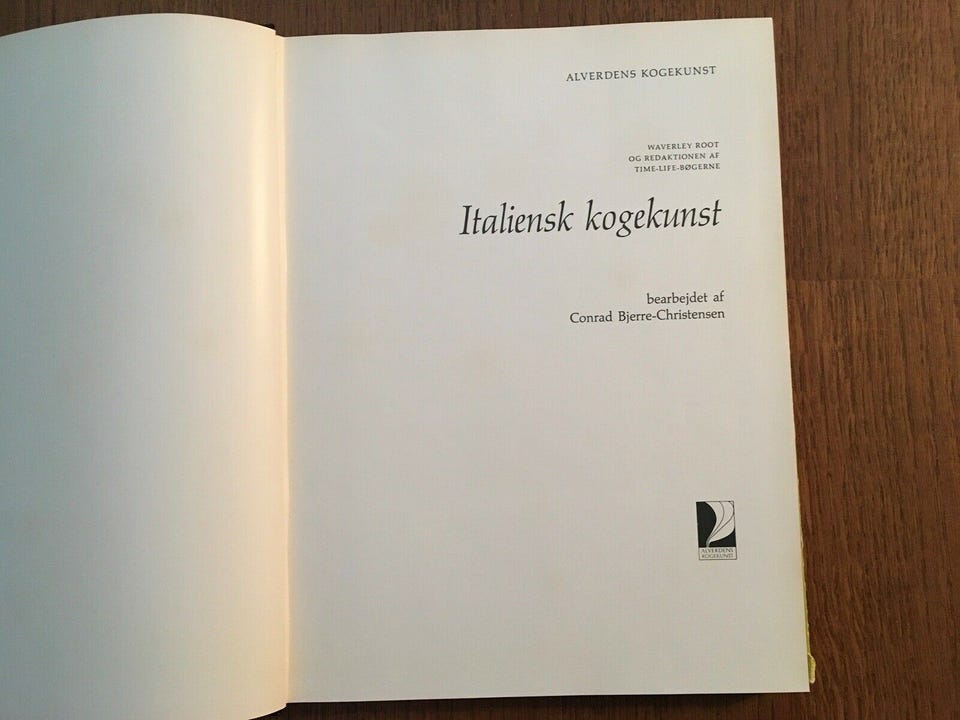 ALVERDENS KOGEKUNST
WAVERLEY ROOT
OG REDAKTIONEN AF
TIME-LIFE-BØGERNE
Italiensk kogekunst
bearbejdet af
Conrad Bjerre-Christensen
ALVERDENS
KOGEKUNST